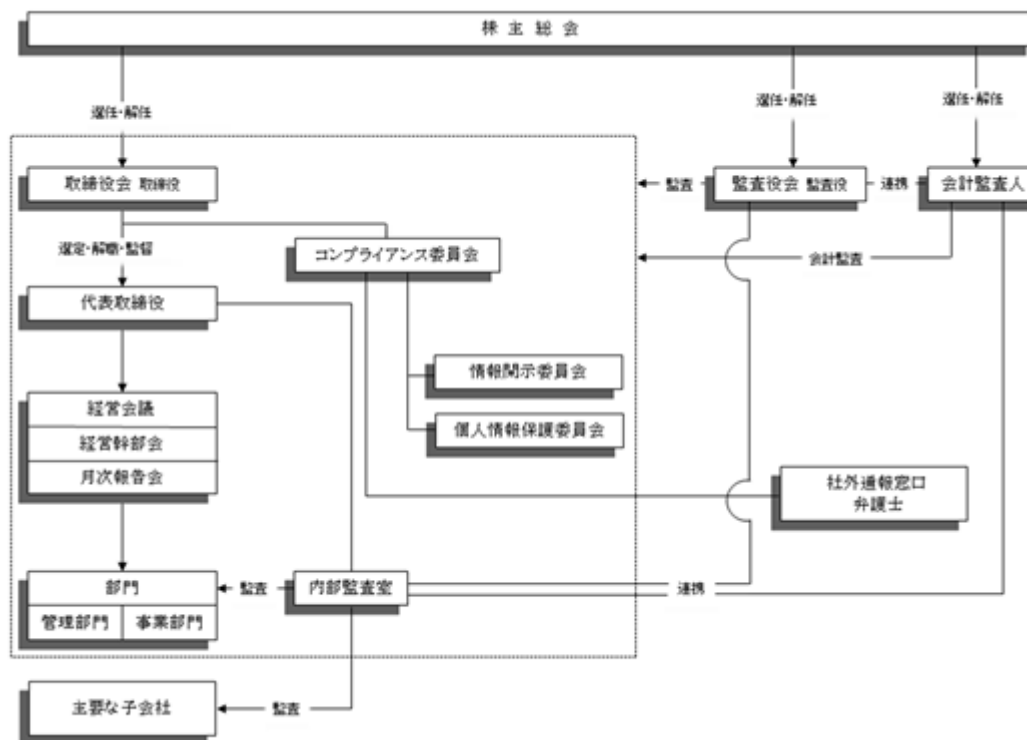 株主総会
選任・解任
選任・解任
選任・解任
取締役会 取締役
監査
監査役会 監査役
連携
会計監査人
選定・解職・監督
コンプライアンス委員会
会計監査
代表取締役
情報開示委員会
経営会議
個人情報保護委員会
経営幹部会
月次報告会
社外通報窓口
弁護士
部門
監査
内部監査室
連携
管理部門
事業部門
主要な子会社
監査